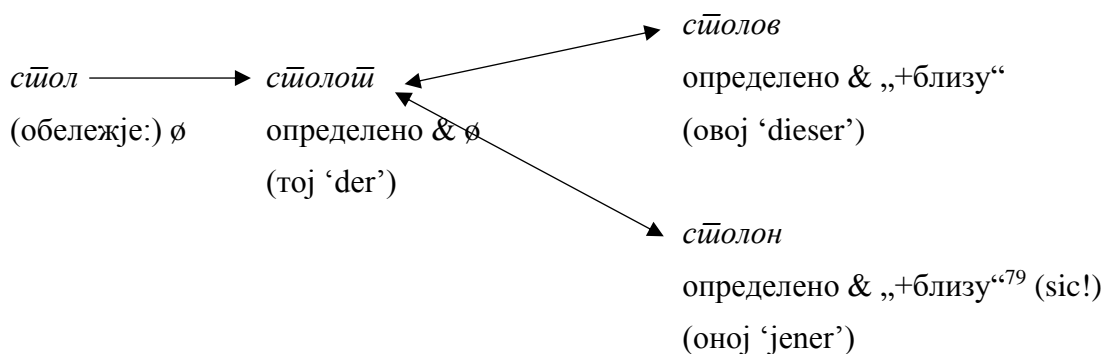 стол
(обележје:) ø
столот
определено & ø
(тој ‘der’)
столов
определено & „+близу“
(овој ‘dieser’)
столон
определено & „+близу“79 (sic!)
(оној ‘jener’)